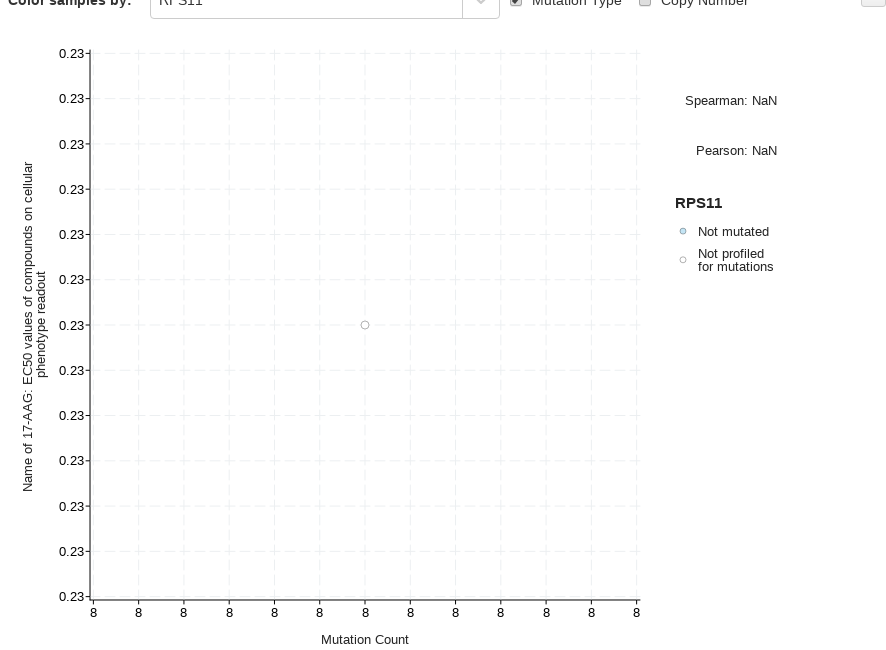 Color samples by: RPS11 Mutation Type Copy Number
0.23
0.23
0.23
0.23
0.23
0.23
0.23
0.23
0.23
0.23
0.23
0.23
0.23
Name of 17-AAG: EC50 values of compounds on cellular
phenotype readout
8 8 8 8 8 8 8 8 8 8 8 8 8
Mutation Count
Spearman: NaN
Pearson: NaN
RPS11
Not mutated
Not profiled
for mutations